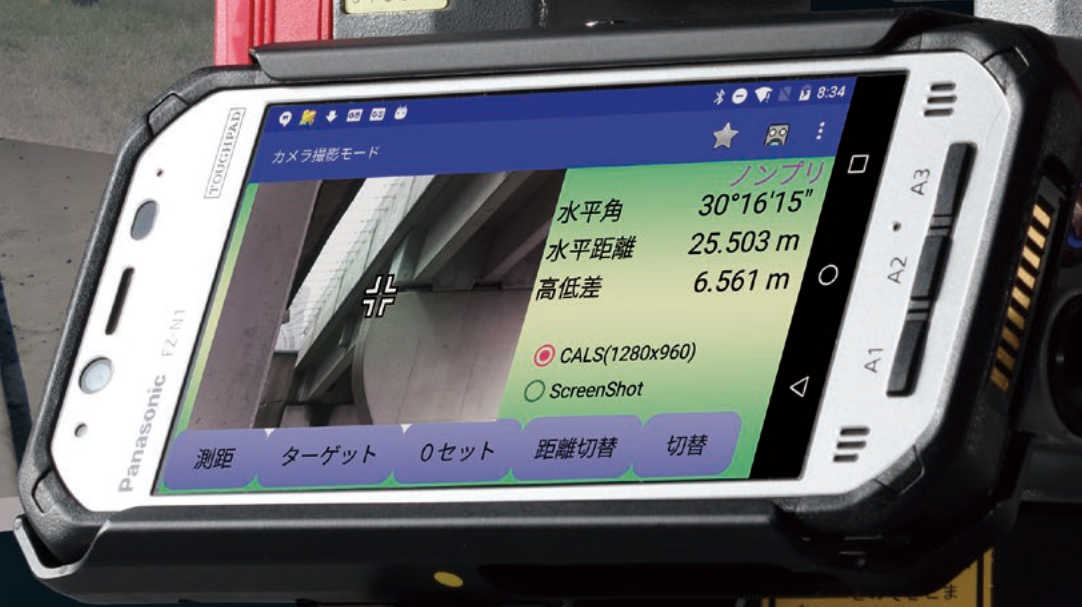 TOUGHPAD
8:34
カメラ撮影モード
ノンプリ
水平角 30°16'15"
水平距離 25.503 m
高低差 6.561 m
CALS(1280x960)
ScreenShot
測距 ターゲット 0セット 距離切替 切替
Panasonic FZ-N1
A3
A2
A1